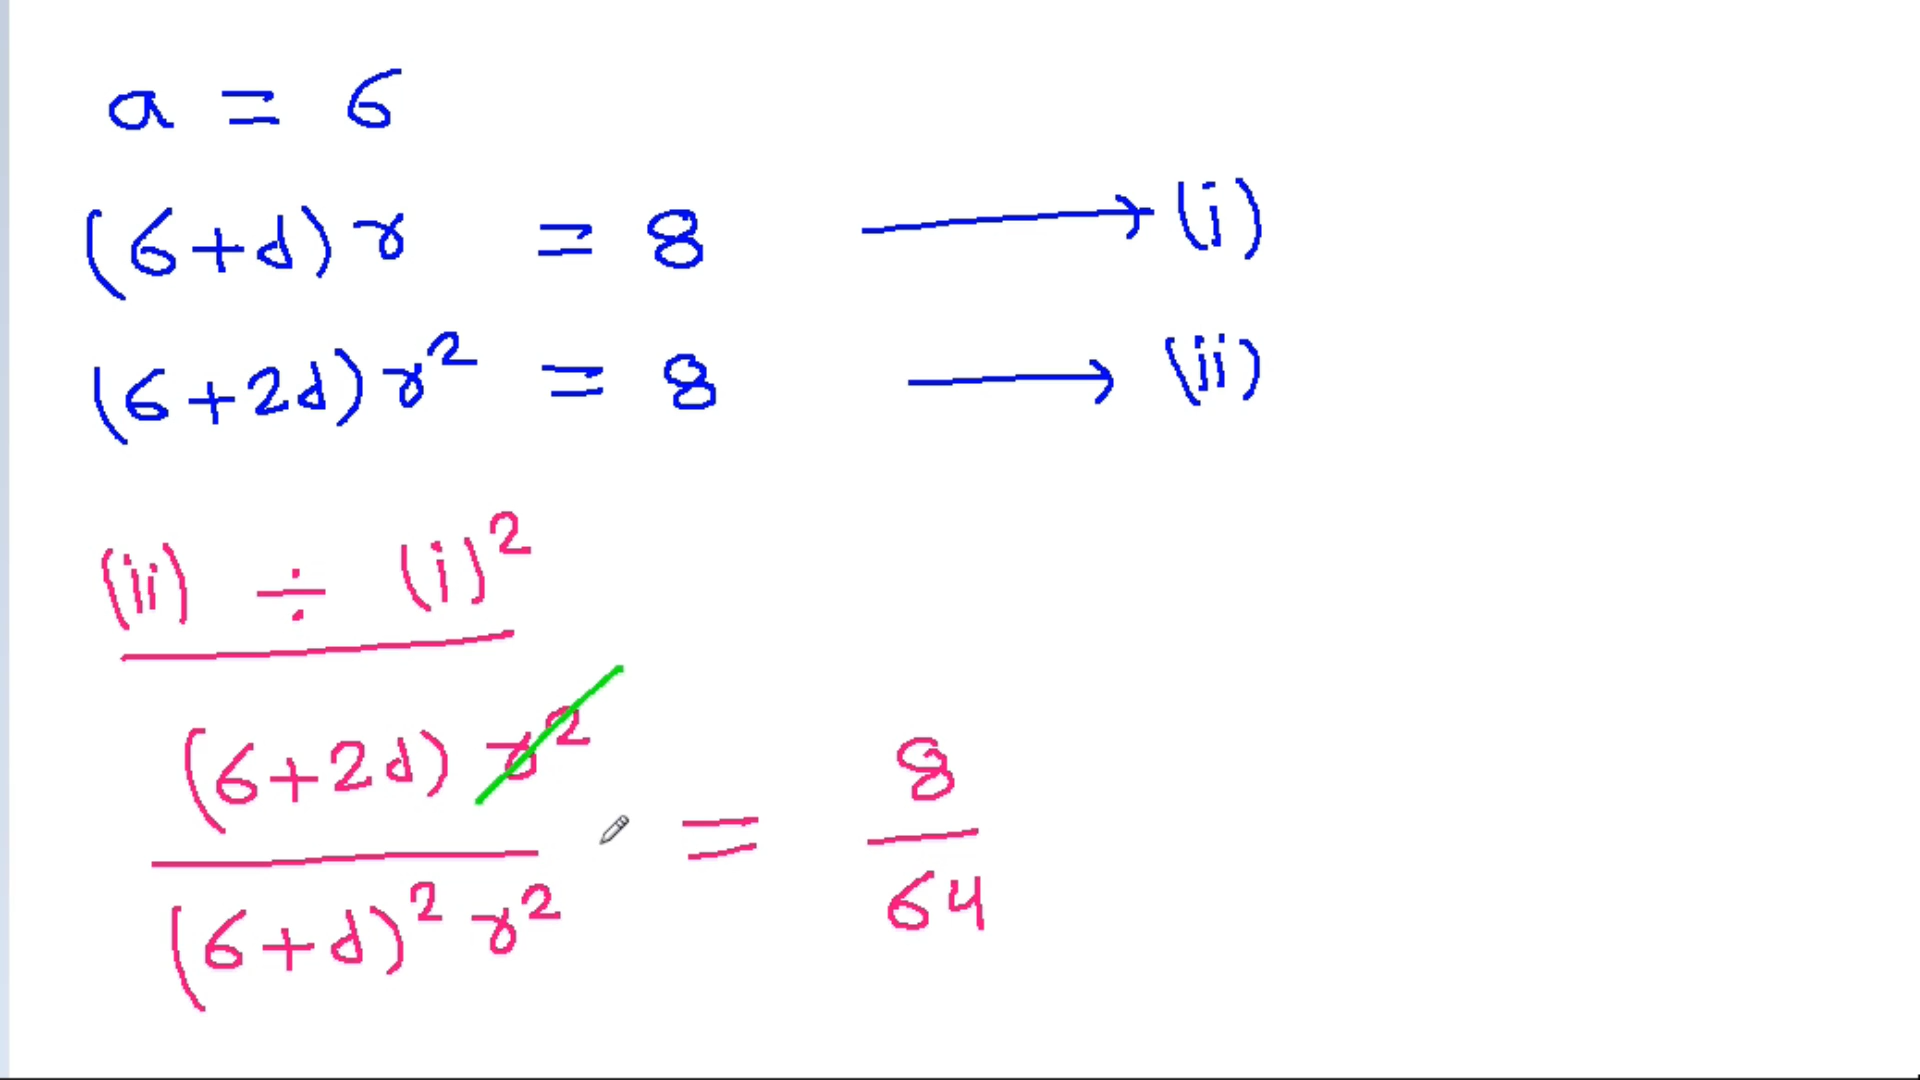 a = 6
(6+d)r = 8 ⟶ (i)
(6+2d)r² = 8 ⟶ (ii)
(ii) ÷ (i)²
(6+2d) r² = 8
(6+d)² r² 64